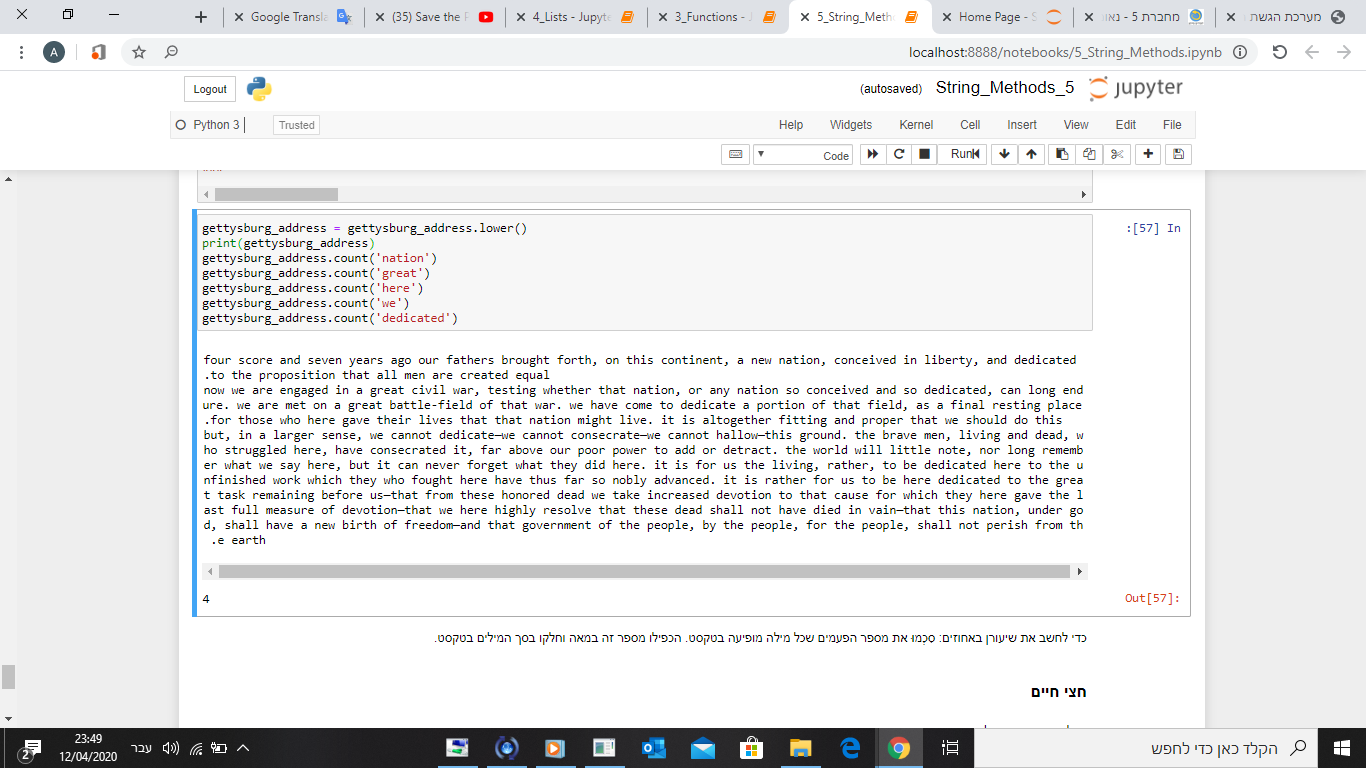 Google Transla
(35) Save the F
4_Lists - Jupyte
3_Functions - J
5_String_Meth
Home Page - S
מחברת 5 - נאו
מערכת הגשת
A
localhost:8888/notebooks/5_String_Methods.ipynb
Logout
(autosaved) String_Methods_5 jupyter
Python 3
Trusted
Help Widgets Kernel Cell Insert View Edit File
Code
Run
gettysburg_address = gettysburg_address.lower()
:[57] In
print(gettysburg_address)
gettysburg_address.count('nation')
gettysburg_address.count('great')
gettysburg_address.count('here')
gettysburg_address.count('we')
gettysburg_address.count('dedicated')
four score and seven years ago our fathers brought forth, on this continent, a new nation, conceived in liberty, and dedicated
.to the proposition that all men are created equal
now we are engaged in a great civil war, testing whether that nation, or any nation so conceived and so dedicated, can long end
ure. we are met on a great battle-field of that war. we have come to dedicate a portion of that field, as a final resting place
.for those who here gave their lives that that nation might live. it is altogether fitting and proper that we should do this
but, in a larger sense, we cannot dedicate—we cannot consecrate—we cannot hallow—this ground. the brave men, living and dead, w
ho struggled here, have consecrated it, far above our poor power to add or detract. the world will little note, nor long rememb
er what we say here, but it can never forget what they did here. it is for us the living, rather, to be dedicated here to the u
nfinished work which they who fought here have thus far so nobly advanced. it is rather for us to be here dedicated to the grea
t task remaining before us—that from these honored dead we take increased devotion to that cause for which they here gave the l
ast full measure of devotion—that we here highly resolve that these dead shall not have died in vain—that this nation, under go
d, shall have a new birth of freedom—and that government of the people, by the people, for the people, shall not perish from th
.e earth
4
Out[57]:
כדי לחשב את שיעורן באחוזים: סִכְמוּ את מספר הפעמים שכל מילה מופיעה בטקסט. הכפילו מספר זה במאה וחלקו בסך המילים בטקסט.
חצי חיים
23:49
12/04/2020
עבר
2
הקלד כאן כדי לחפש